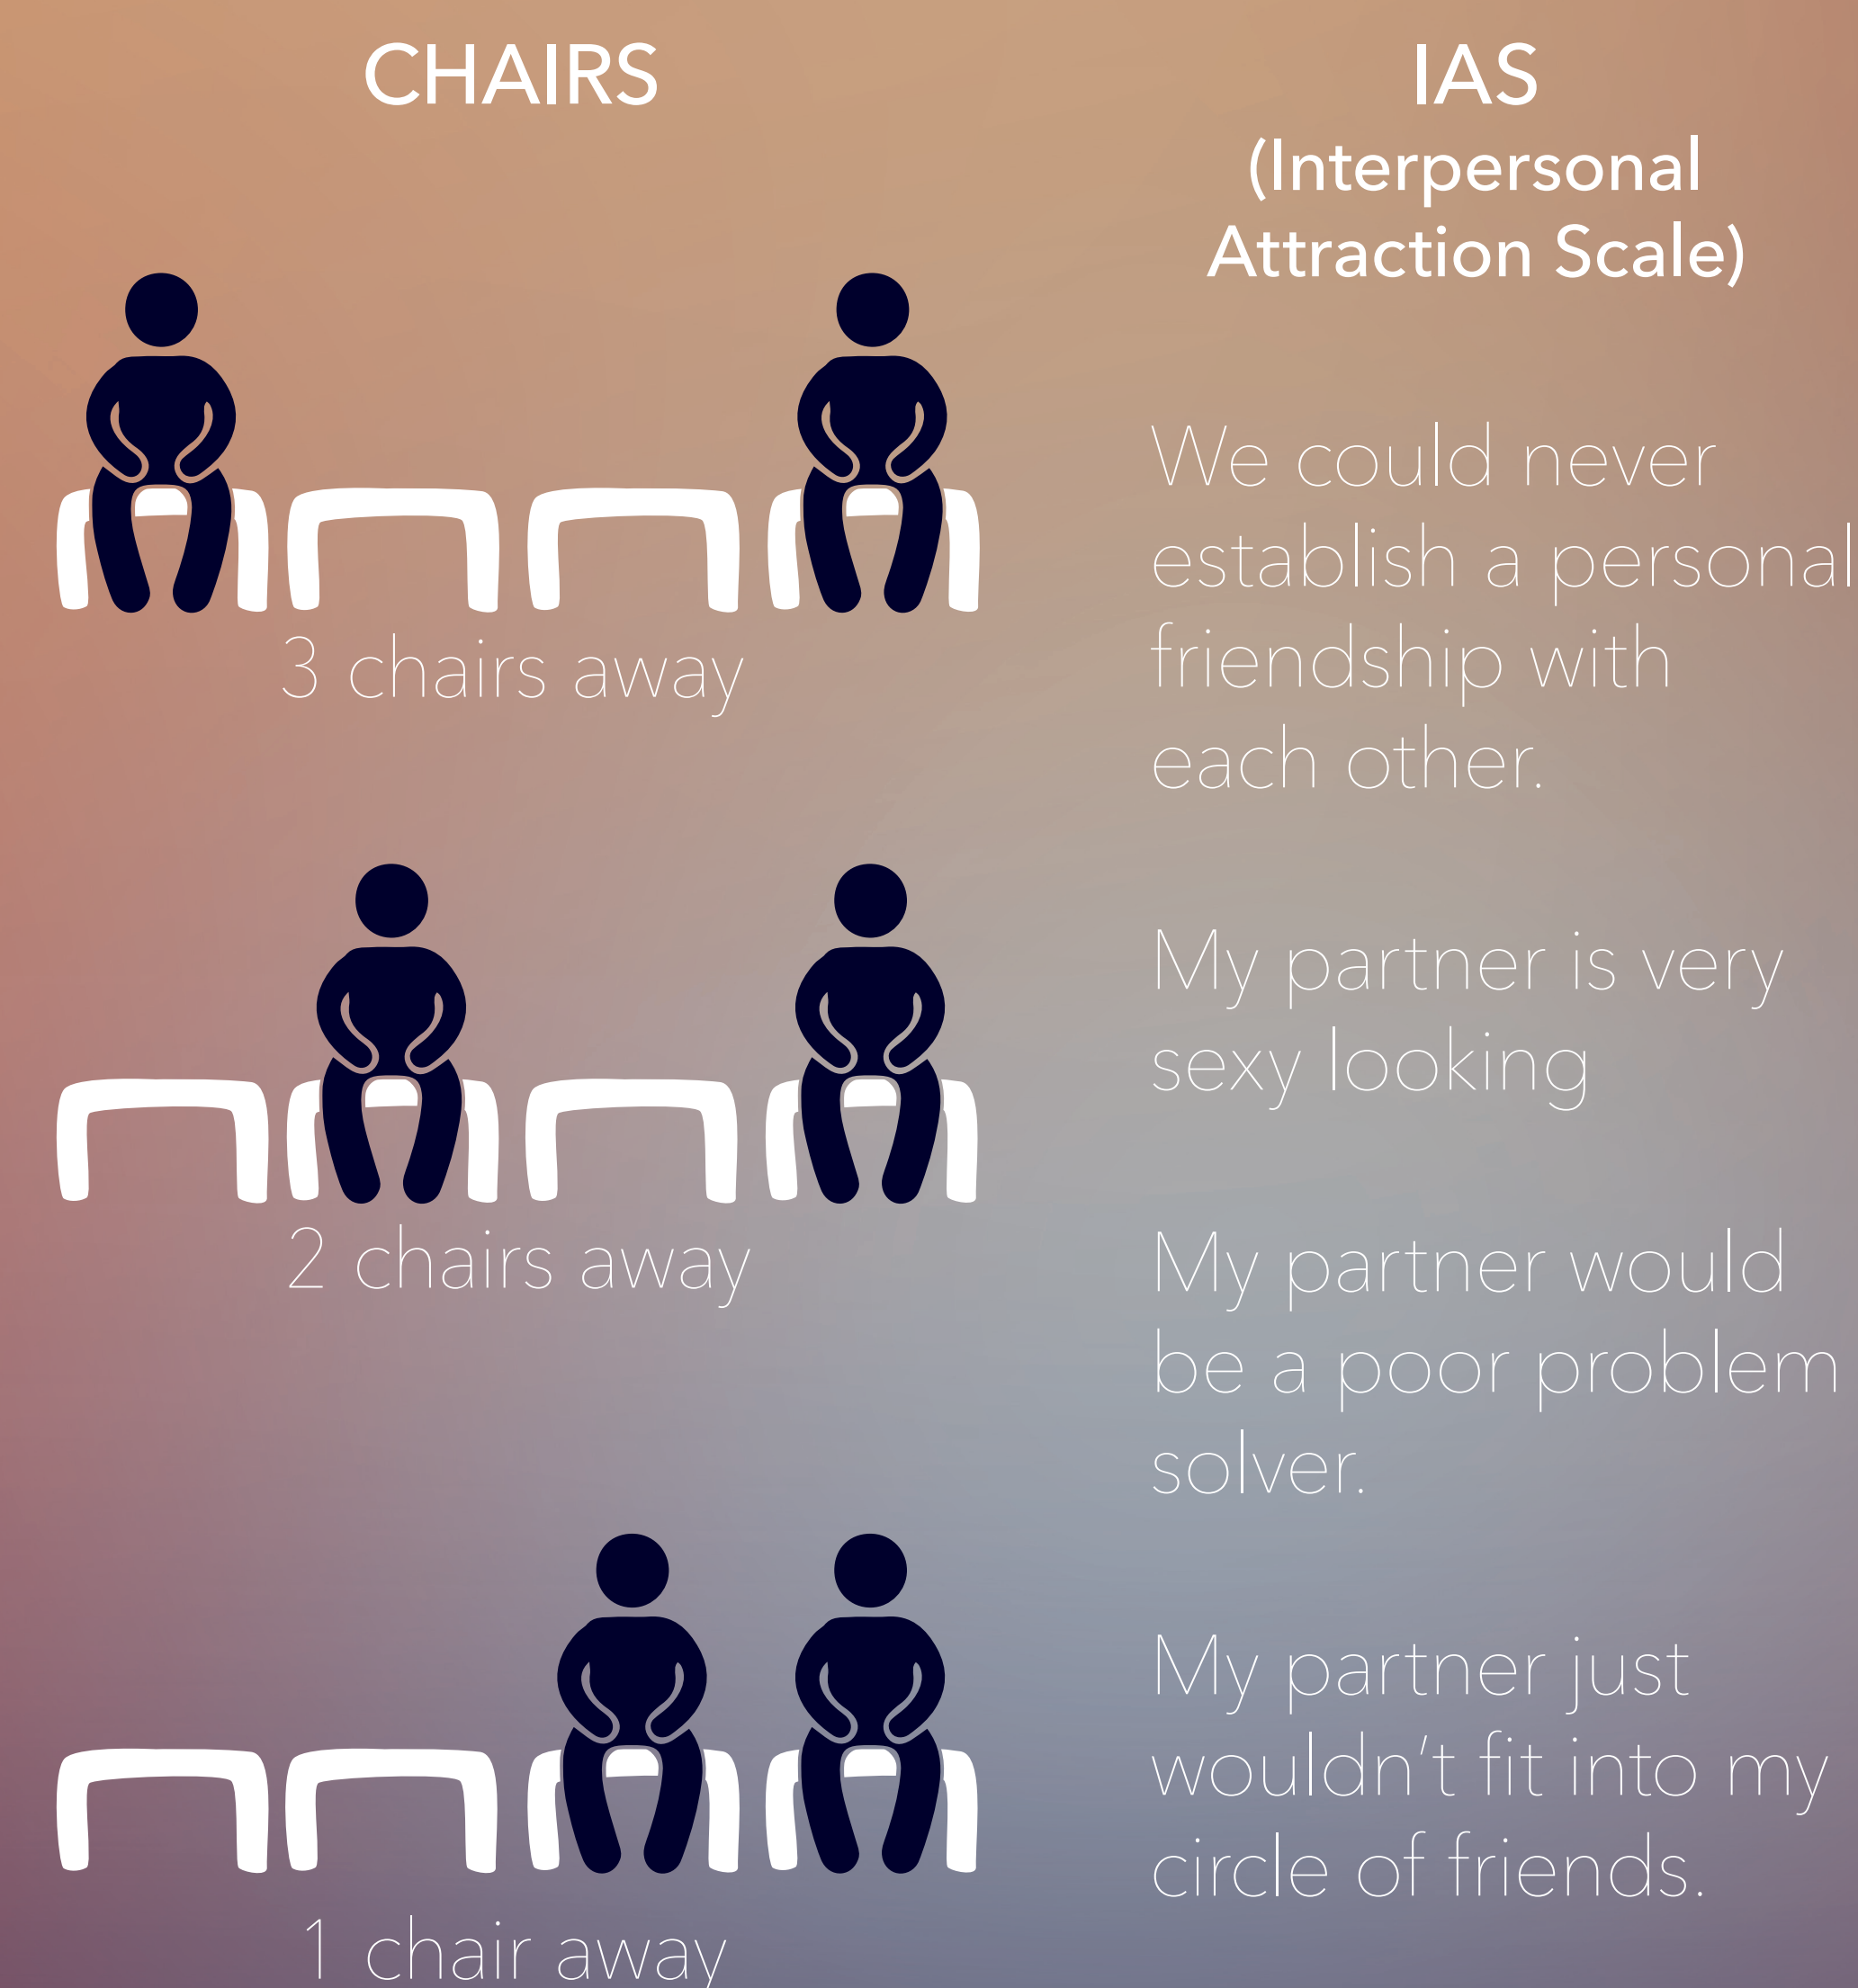 CHAIRS
3 chairs away
2 chairs away
1 chair away
IAS
(Interpersonal
Attraction Scale)
We could never
establish a personal
friendship with
each other.
My partner is very
sexy looking
My partner would
be a poor problem
solver.
My partner just
wouldn't fit into my
circle of friends.